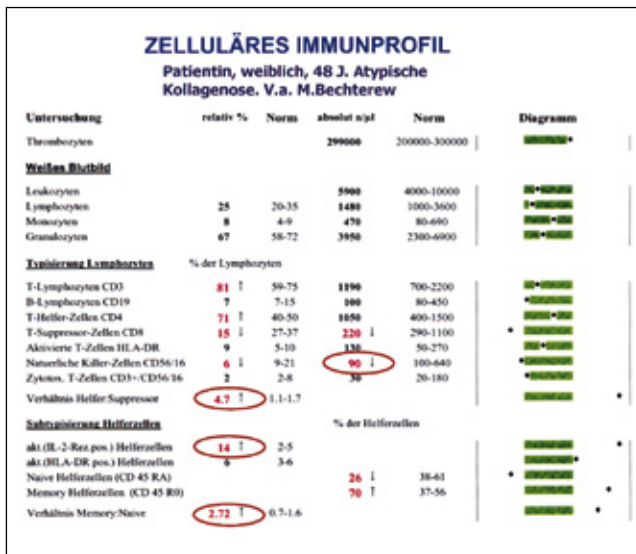 ZELLULÄRES IMMUNPROFIL
Patientin, weiblich, 48 J. Atypische
Kollagenose. V.a. M.Bechterew
Untersuchung relativ % Norm absolut n/µl Norm Diagramm
Thrombozyten 299000 200000-300000
Weißes Blutbild
Leukozyten 5900 4000-10000
Lymphozyten 25 20-35 1480 1000-3600
Monozyten 8 4-9 470 80-690
Granulozyten 67 58-72 3950 2300-6900
Typisierung Lymphozyten % der Lymphozyten
T-Lymphozyten CD3 81 ↑ 59-75 1190 700-2200
B-Lymphozyten CD19 7 7-15 100 80-450
T-Helfer-Zellen CD4 71 ↑ 40-50 1050 400-1500
T-Suppressor-Zellen CD8 15 ↓ 27-37 220 ↓ 290-1100
Aktivierte T-Zellen HLA-DR 9 5-10 130 50-270
Natuerliche Killer-Zellen CD56/16 6 ↓ 9-21 90 ↓ 100-640
Zytotox. T-Zellen CD3+/CD56/16 2 2-8 30 20-180
Verhältnis Helfer:Suppressor 4.7 ↑ 1.1-1.7
Subtypisierung Helferzellen % der Helferzellen
akt.(IL-2-Rez.pos.) Helferzellen 14 ↑ 2-5
akt.(HLA-DR pos.) Helferzellen 6 3-6
Naive Helferzellen (CD 45 RA) 26 ↓ 38-61
Memory Helferzellen (CD 45 R0) 70 ↑ 37-56
Verhältnis Memory:Naive 2.72 ↑ 0.7-1.6